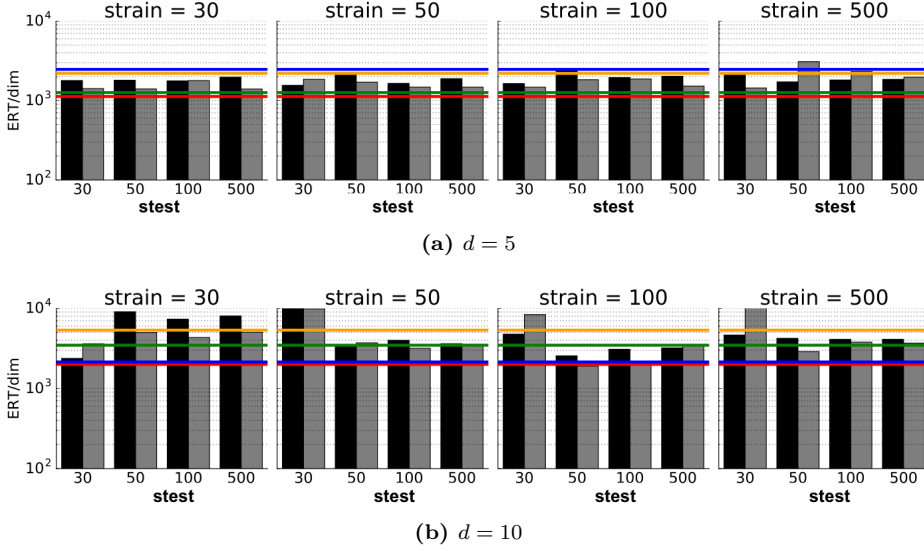 strain = 30 strain = 50 strain = 100 strain = 500
10^4
ERT/dim
10^3
10^2
30 50 100 500 30 50 100 500 30 50 100 500 30 50 100 500
stest stest stest stest
(a) d = 5
strain = 30 strain = 50 strain = 100 strain = 500
10^4
ERT/dim
10^3
10^2
30 50 100 500 30 50 100 500 30 50 100 500 30 50 100 500
stest stest stest stest
(b) d = 10